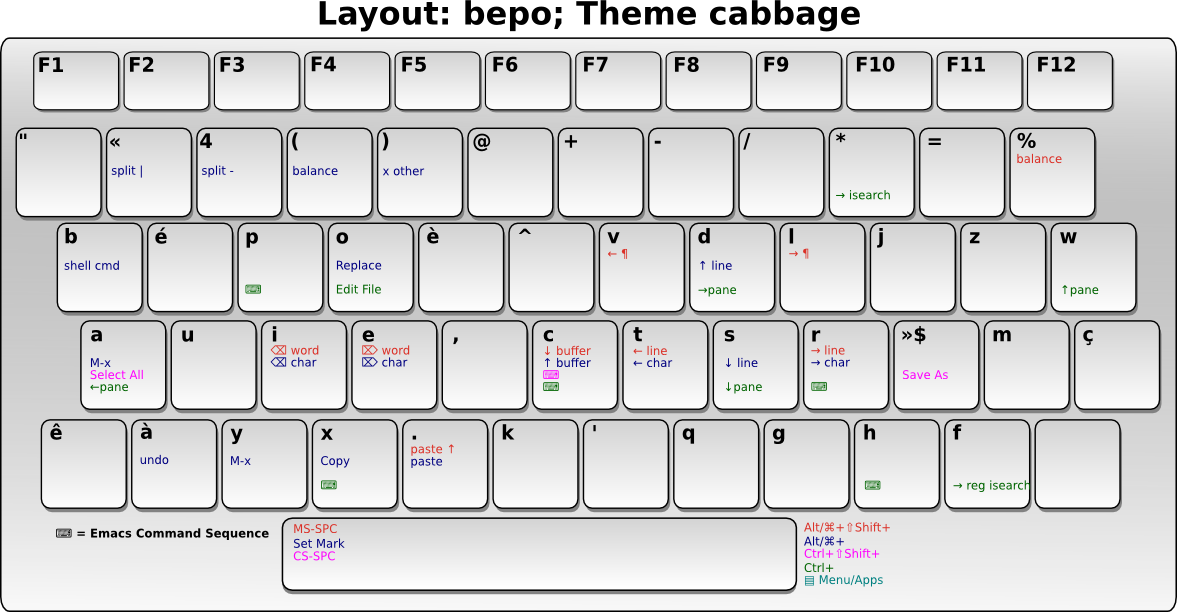 Layout: bepo; Theme cabbage
F1 F2 F3 F4 F5 F6 F7 F8 F9 F10 F11 F12
" « 4 ( ) @ + - / * = %
balance
split | split - balance x other
→ isearch
b é p o è ^ v d l j z w
← ¶ → ¶
shell cmd Replace ↑ line
⌨ Edit File →pane ↑pane
a u i e , c t s r »$ m ç
⌫ word ⌦ word ↓ buffer ← line → line
M-x ⌫ char ⌦ char ↑ buffer ← char ↓ line → char
Select All ⌨ Save As
←pane ⌨ ↓pane ⌨
ê à y x . k ' q g h f
paste ↑
undo M-x Copy paste
⌨ ⌨ → reg isearch
⌨ = Emacs Command Sequence
MS-SPC
Set Mark
CS-SPC
Alt/⌘+⇧Shift+
Alt/⌘+
Ctrl+⇧Shift+
Ctrl+
▤ Menu/Apps